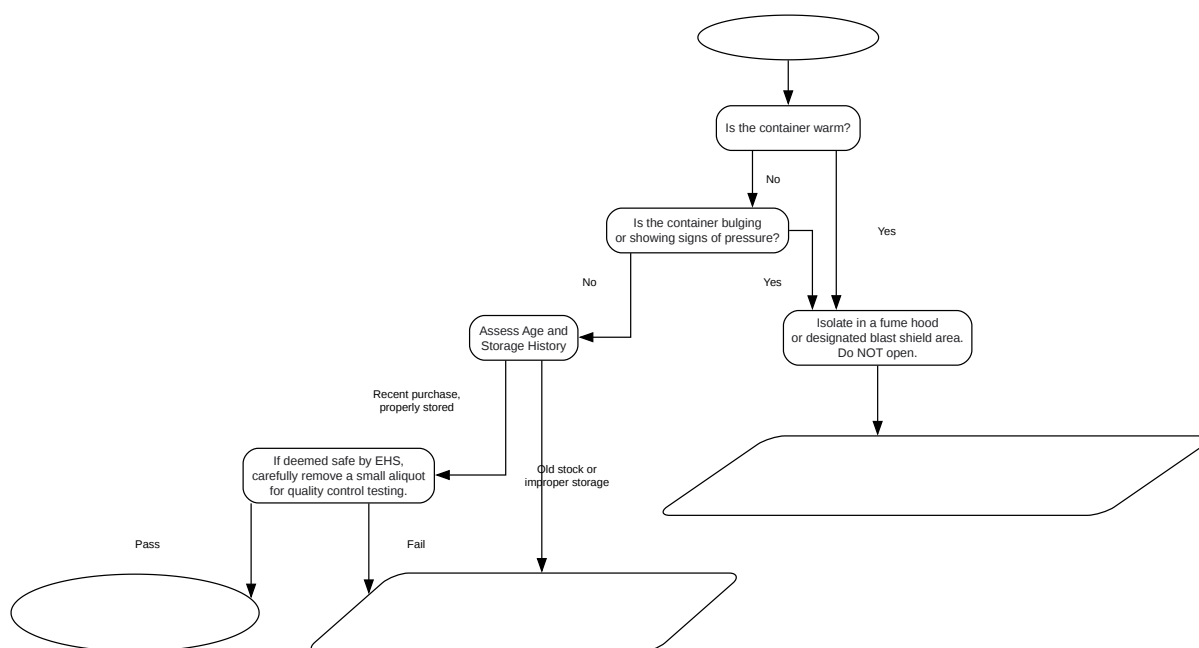 Is the container warm?
No
Is the container bulging
or showing signs of pressure?
Yes
No
Yes
Isolate in a fume hood
or designated blast shield area.
Do NOT open.
Assess Age and
Storage History
Recent purchase,
properly stored
If deemed safe by EHS,
carefully remove a small aliquot
for quality control testing.
Old stock or
improper storage
Pass
Fail